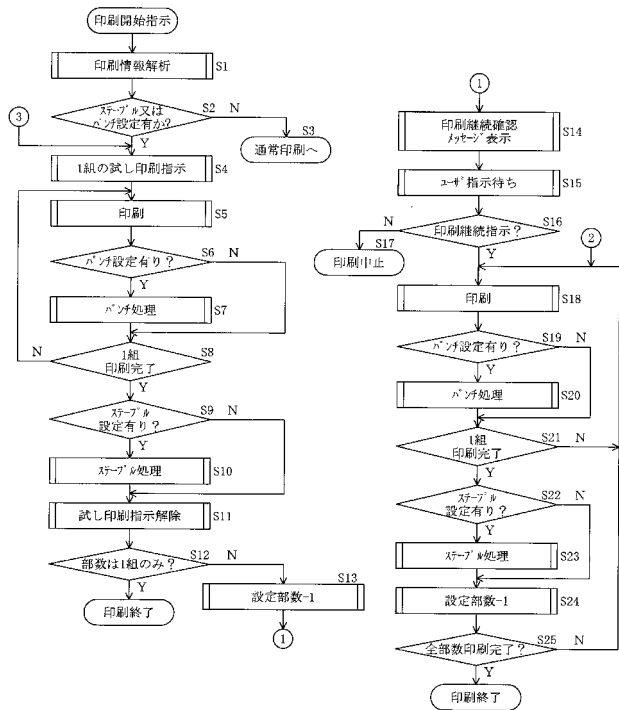 印刷開始指示
印刷情報解析
S1
ステープル又は
パンチ設定有か?
S2
N
Y
S3
通常印刷へ
3
1組の試し印刷指示
S4
印刷
S5
パンチ設定有り?
S6
N
Y
パンチ処理
S7
1組
印刷完了
S8
N
Y
ステープル
設定有り?
S9
N
Y
ステープル処理
S10
試し印刷指示解除
S11
部数は1組のみ?
S12
N
Y
印刷終了
S13
設定部数-1
1
1
印刷継続確認
メッセージ表示
S14
ユーザ指示待ち
S15
印刷継続指示?
S16
N
Y
S17
印刷中止
2
印刷
S18
パンチ設定有り?
S19
N
Y
パンチ処理
S20
1組
印刷完了
S21
N
Y
ステープル
設定有り?
S22
N
Y
ステープル処理
S23
設定部数-1
S24
全部数印刷完了?
S25
N
Y
印刷終了